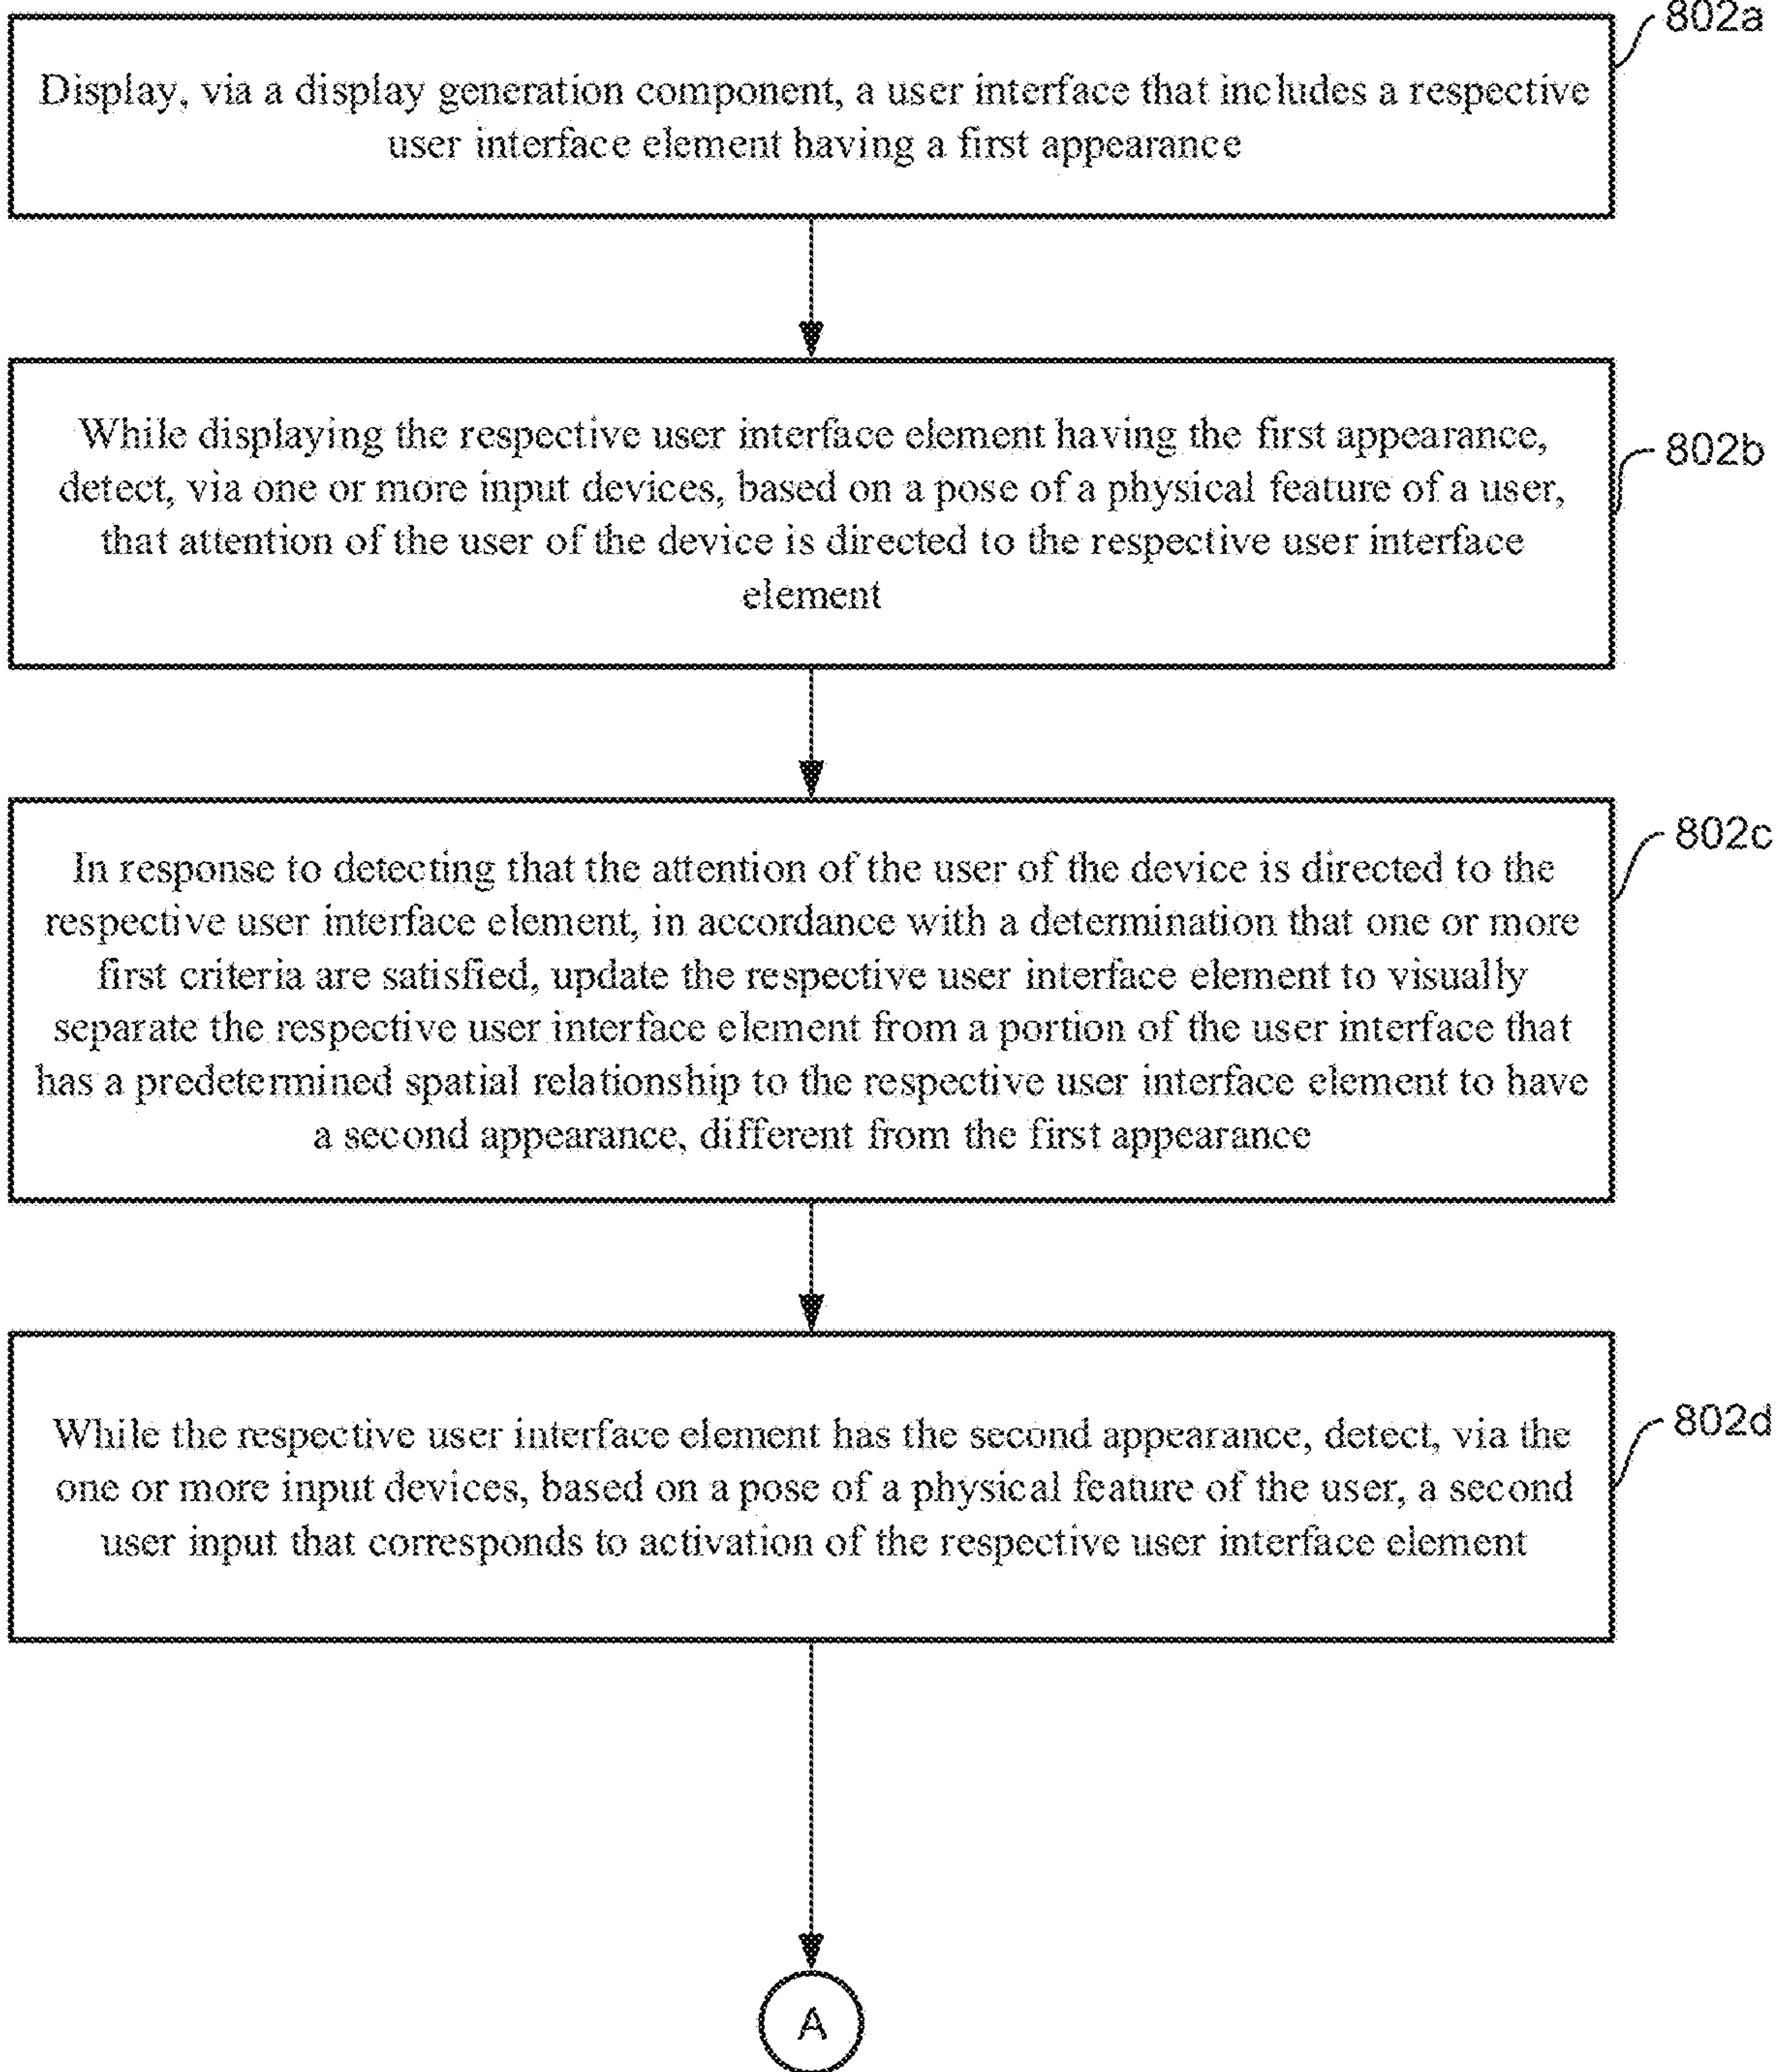 802a
Display, via a display generation component, a user interface that includes a respective
user interface element having a first appearance
While displaying the respective user interface element having the first appearance,
802b
detect, via one or more input devices, based on a pose of a physical feature of a user,
that attention of the user of the device is directed to the respective user interface
element
802c
In response to detecting that the attention of the user of the device is directed to the
respective user interface element, in accordance with a determination that one or more
first criteria are satisfied, update the respective user interface element to visually
separate the respective user interface element from a portion of the user interface that
has a predetermined spatial relationship to the respective user interface element to have
a second appearance, different from the first appearance
802d
While the respective user interface element has the second appearance, detect, via the
one or more input devices, based on a pose of a physical feature of the user, a second
user input that corresponds to activation of the respective user interface element
A